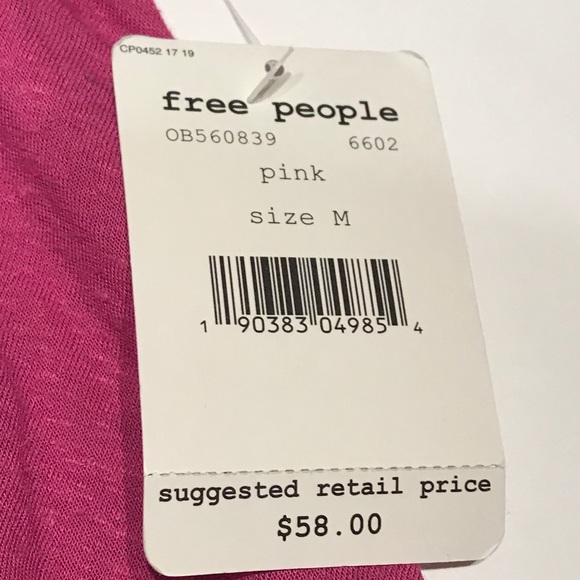 CP0452 17 19
free people
OB560839 6602
pink
size M
1 90383 04985 4
suggested retail price
$58.00